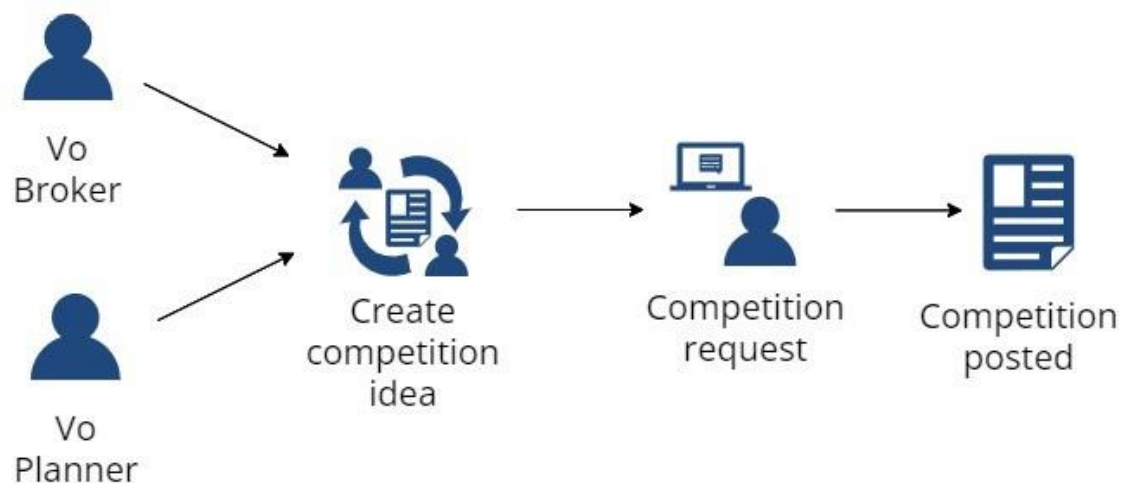 Vo
Broker
Vo
Planner
Create
competition
idea
Competition
request
Competition
posted